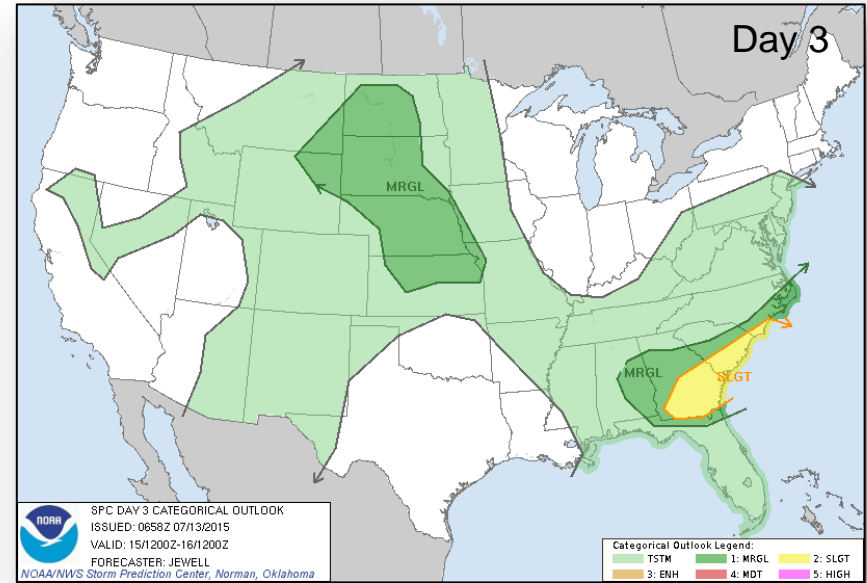 Day 3
MRGL
MRGL
SLGT
NOAA
SPC DAY 3 CATEGORICAL OUTLOOK
ISSUED: 0658Z 07/13/2015
VALID: 15/1200Z-16/1200Z
FORECASTER: JEWELL
NOAA/NWS Storm Prediction Center, Norman, Oklahoma
Categorical Outlook Legend:
TSTM 1: MRGL 2: SLGT
3: ENH 4: MDT 5: HIGH